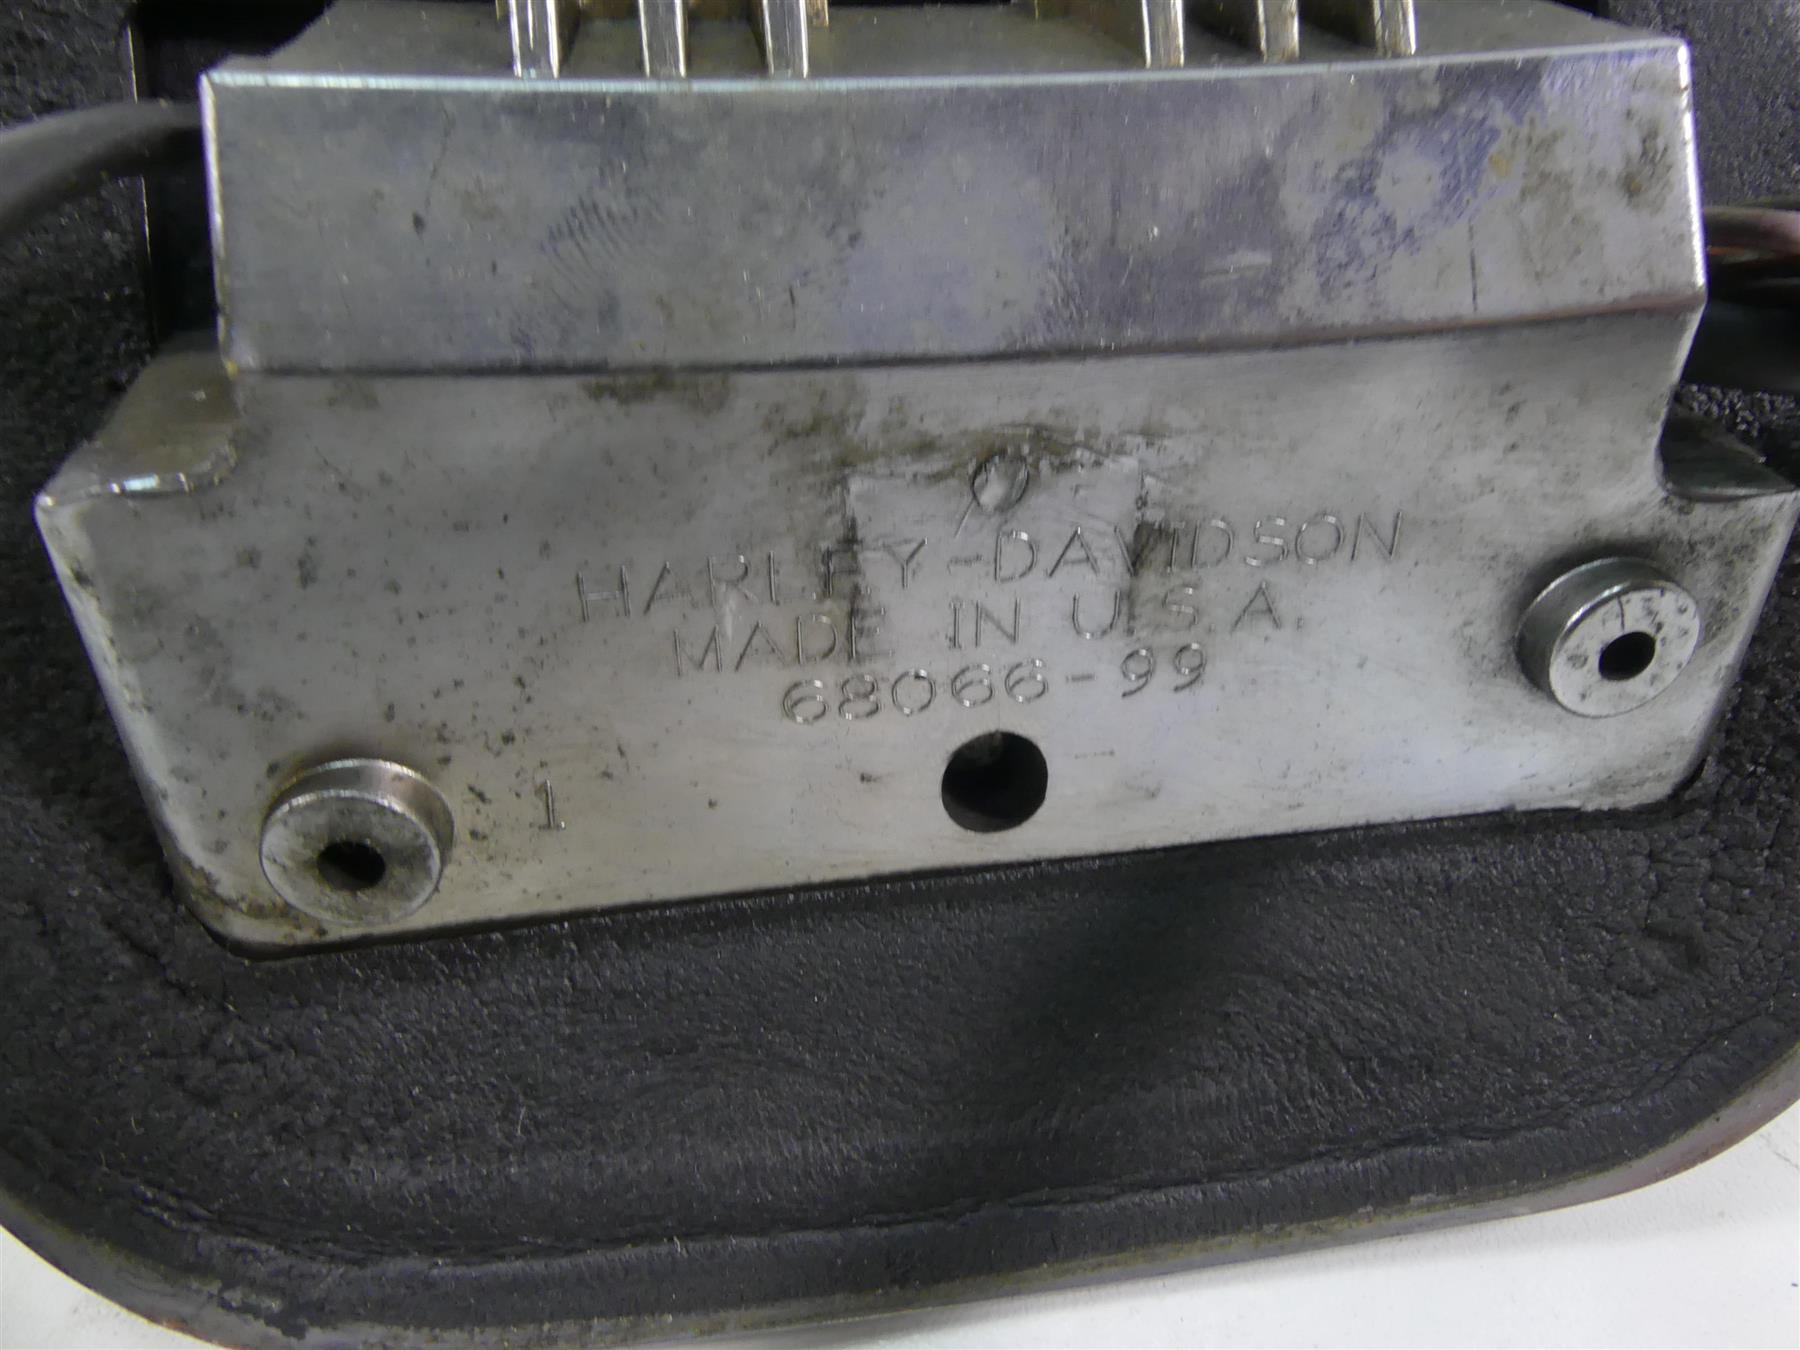 HARLEY-DAVIDSON
MADE IN U.S.A.
68066-99
1